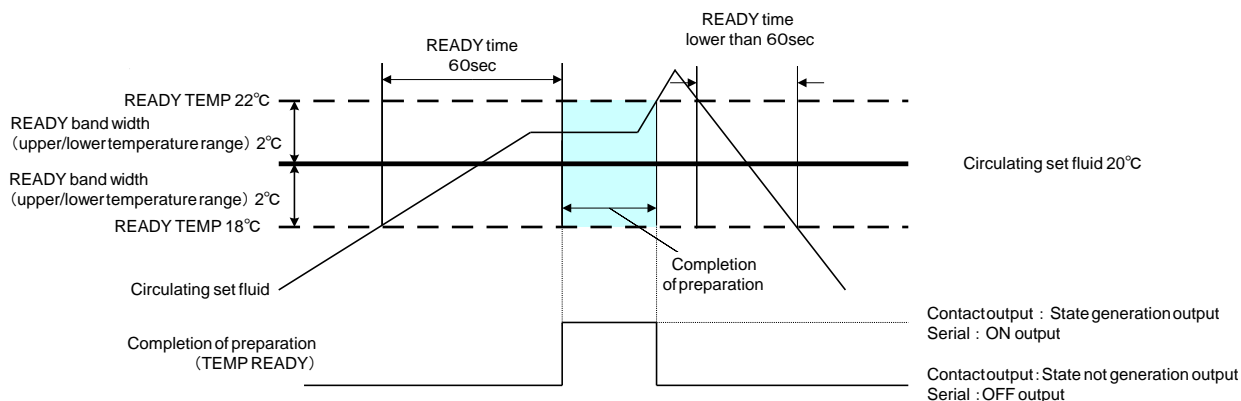 READY time
60sec
READY time
lower than 60sec
READY TEMP 22℃
READY band width
(upper/lower temperature range) 2℃
Circulating set fluid 20℃
READY band width
(upper/lower temperature range) 2℃
READY TEMP 18℃
Completion
of preparation
Circulating set fluid
Contact output : State generation output
Serial : ON output
Completion of preparation
(TEMP READY)
Contact output : State not generation output
Serial : OFF output